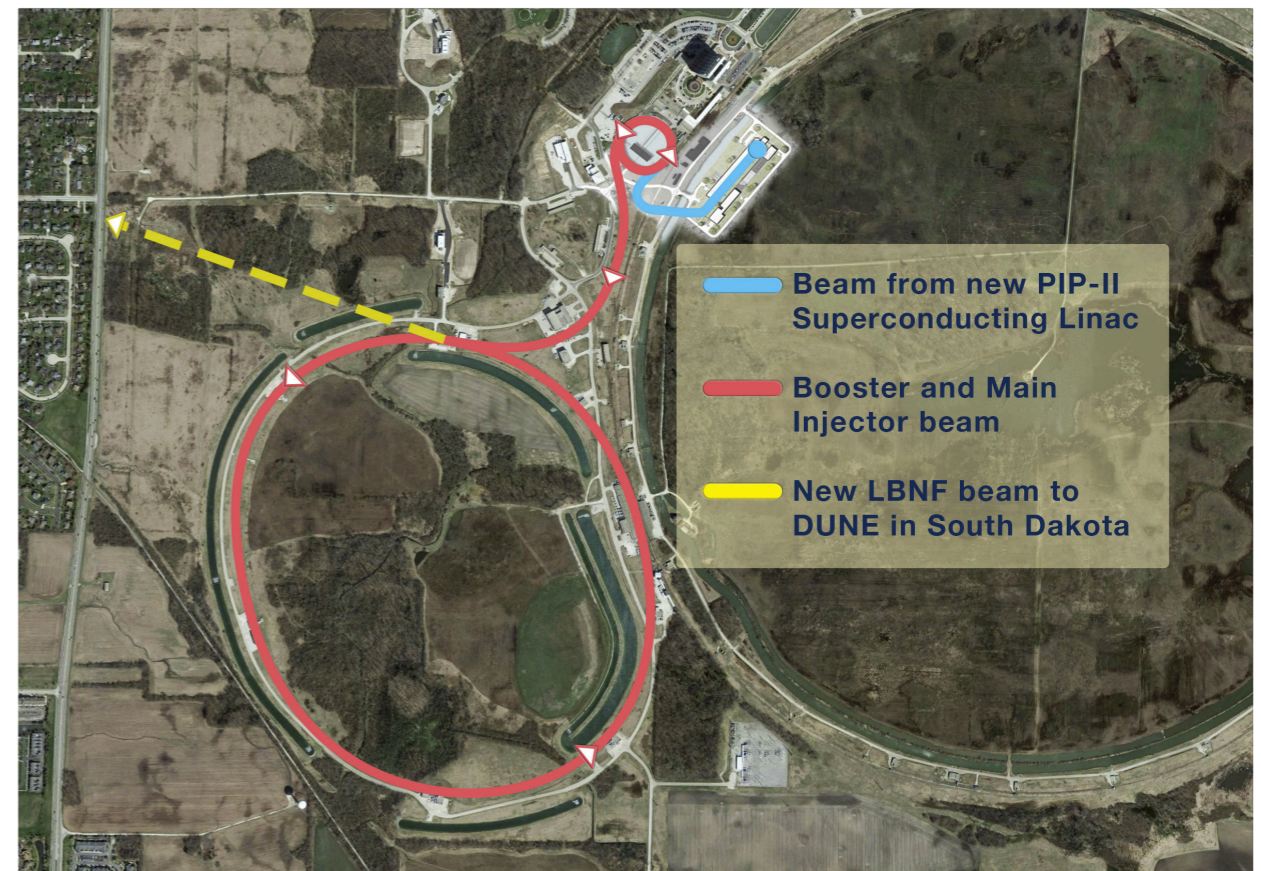 Beam from new PIP-II
Superconducting Linac
Booster and Main
Injector beam
New LBNF beam to
DUNE in South Dakota